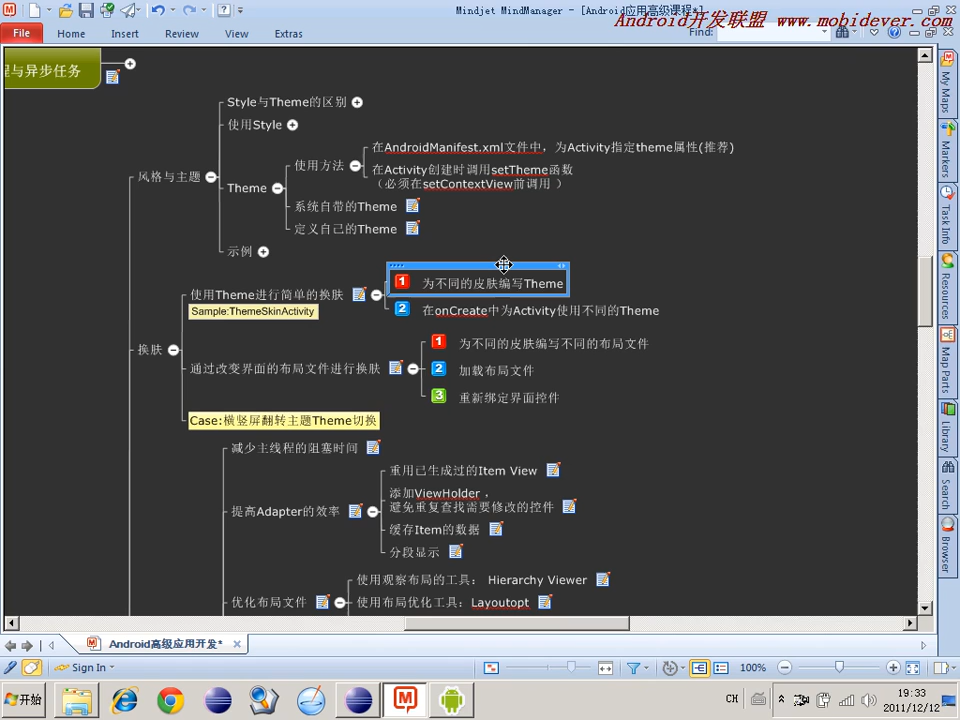 Mindjet MindManager - [Android应用高级课程*]
Android开发联盟 www.mobidever.com
File Home Insert Review View Extras Find:
程与异步任务
Style与Theme的区别
使用Style
在AndroidManifest.xml文件中，为Activity指定theme属性(推荐)
使用方法
在Activity创建时调用setTheme函数
（必须在setContextView前调用 ）
风格与主题
Theme
系统自带的Theme
定义自己的Theme
示例
1 为不同的皮肤编写Theme
使用Theme进行简单的换肤
Sample:ThemeSkinActivity
2 在onCreate中为Activity使用不同的Theme
换肤
1 为不同的皮肤编写不同的布局文件
通过改变界面的布局文件进行换肤
2 加载布局文件
3 重新绑定界面控件
Case:横竖屏翻转主题Theme切换
减少主线程的阻塞时间
重用已生成过的Item View
添加ViewHolder，
避免重复查找需要修改的控件
提高Adapter的效率
缓存Item的数据
分段显示
使用观察布局的工具： Hierarchy Viewer
优化布局文件
使用布局优化工具：Layoutopt
My Maps
Markers
Task Info
Resources
Map Parts
Library
Search
Browser
Android高级应用开发*
Sign In
100%
开始
CH
19:33
2011/12/12